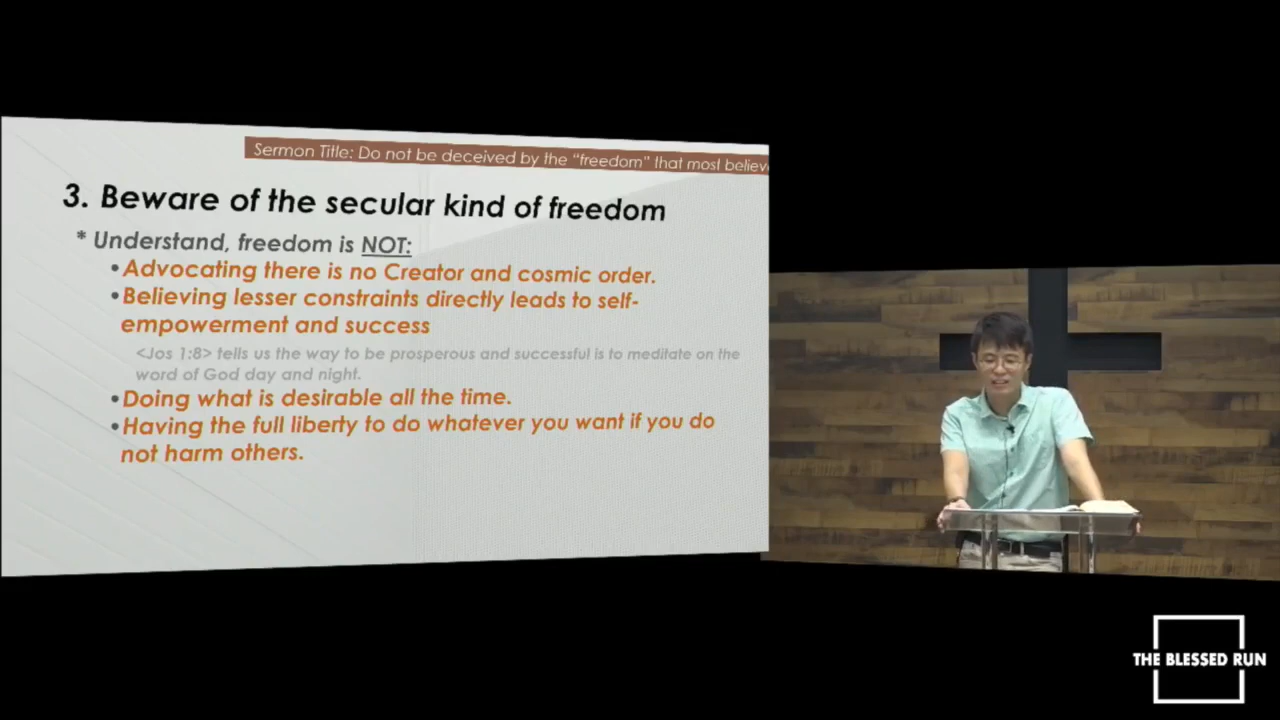 Sermon Title: Do not be deceived by the "freedom" that most
3. Beware of the secular kind of freedom
* Understand, freedom is NOT:
•Advocating there is no Creator and cosmic order.
•Believing lesser constraints directly leads to self-
empowerment and success
<Jos 1:8> tells us the way to be prosperous and successful is to meditate on the
word of God day and night.
•Doing what is desirable all the time.
•Having the full liberty to do whatever you want if you do
not harm others.
THE BLESSED RUN